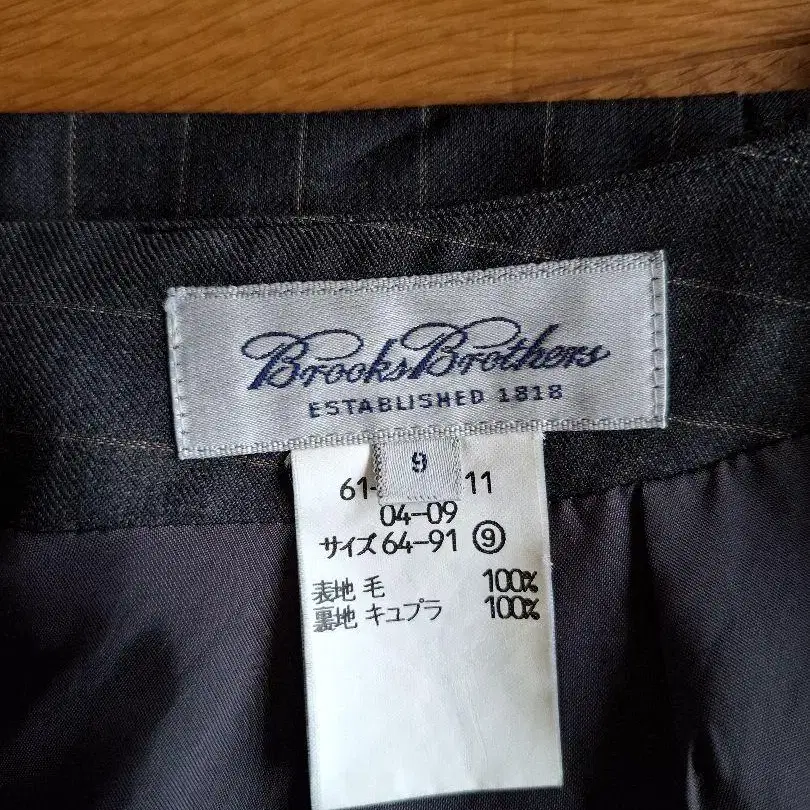 Brooks Brothers
ESTABLISHED 1818
9
61- 11
04-09
サイズ 64-91 ⑨
表地 毛 100%
裏地 キュプラ 100%